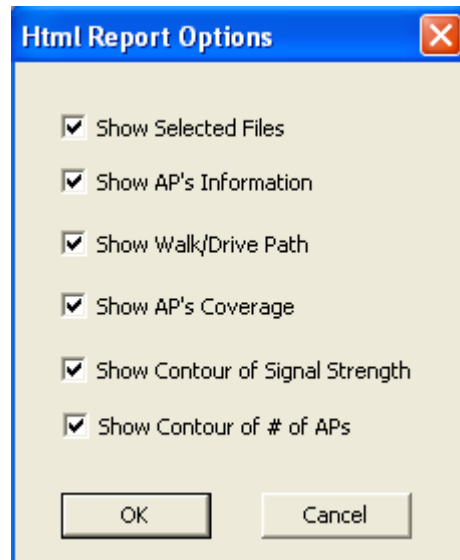 Html Report Options
Show Selected Files
Show AP's Information
Show Walk/Drive Path
Show AP's Coverage
Show Contour of Signal Strength
Show Contour of # of APs
OK Cancel